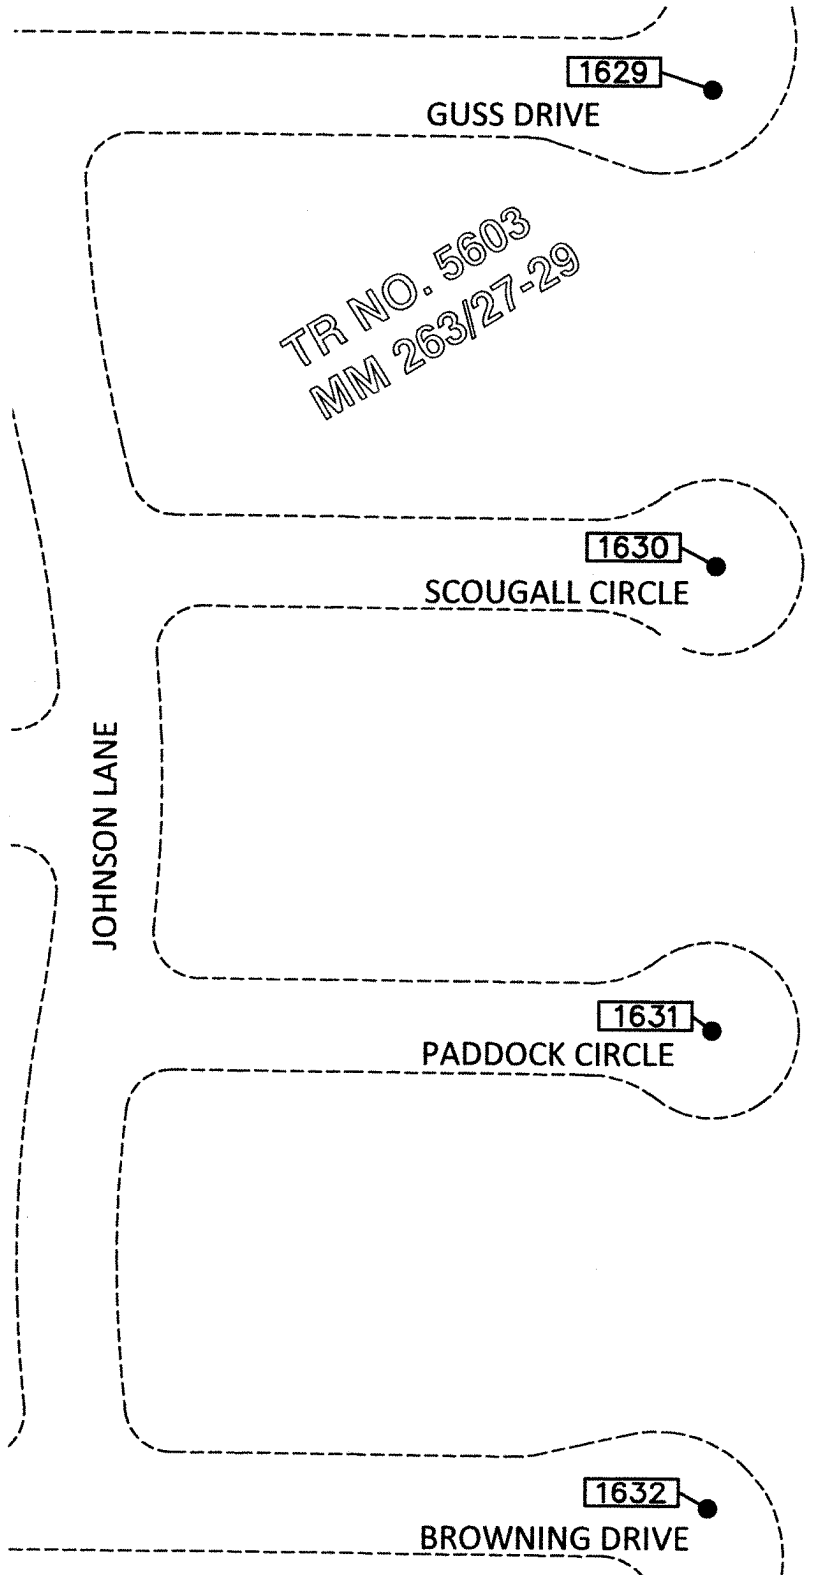 1629
GUSS DRIVE
TR NO. 5603
MM 263/27-29
1630
SCOUGALL CIRCLE
JOHNSON LANE
1631
PADDOCK CIRCLE
1632
BROWNING DRIVE